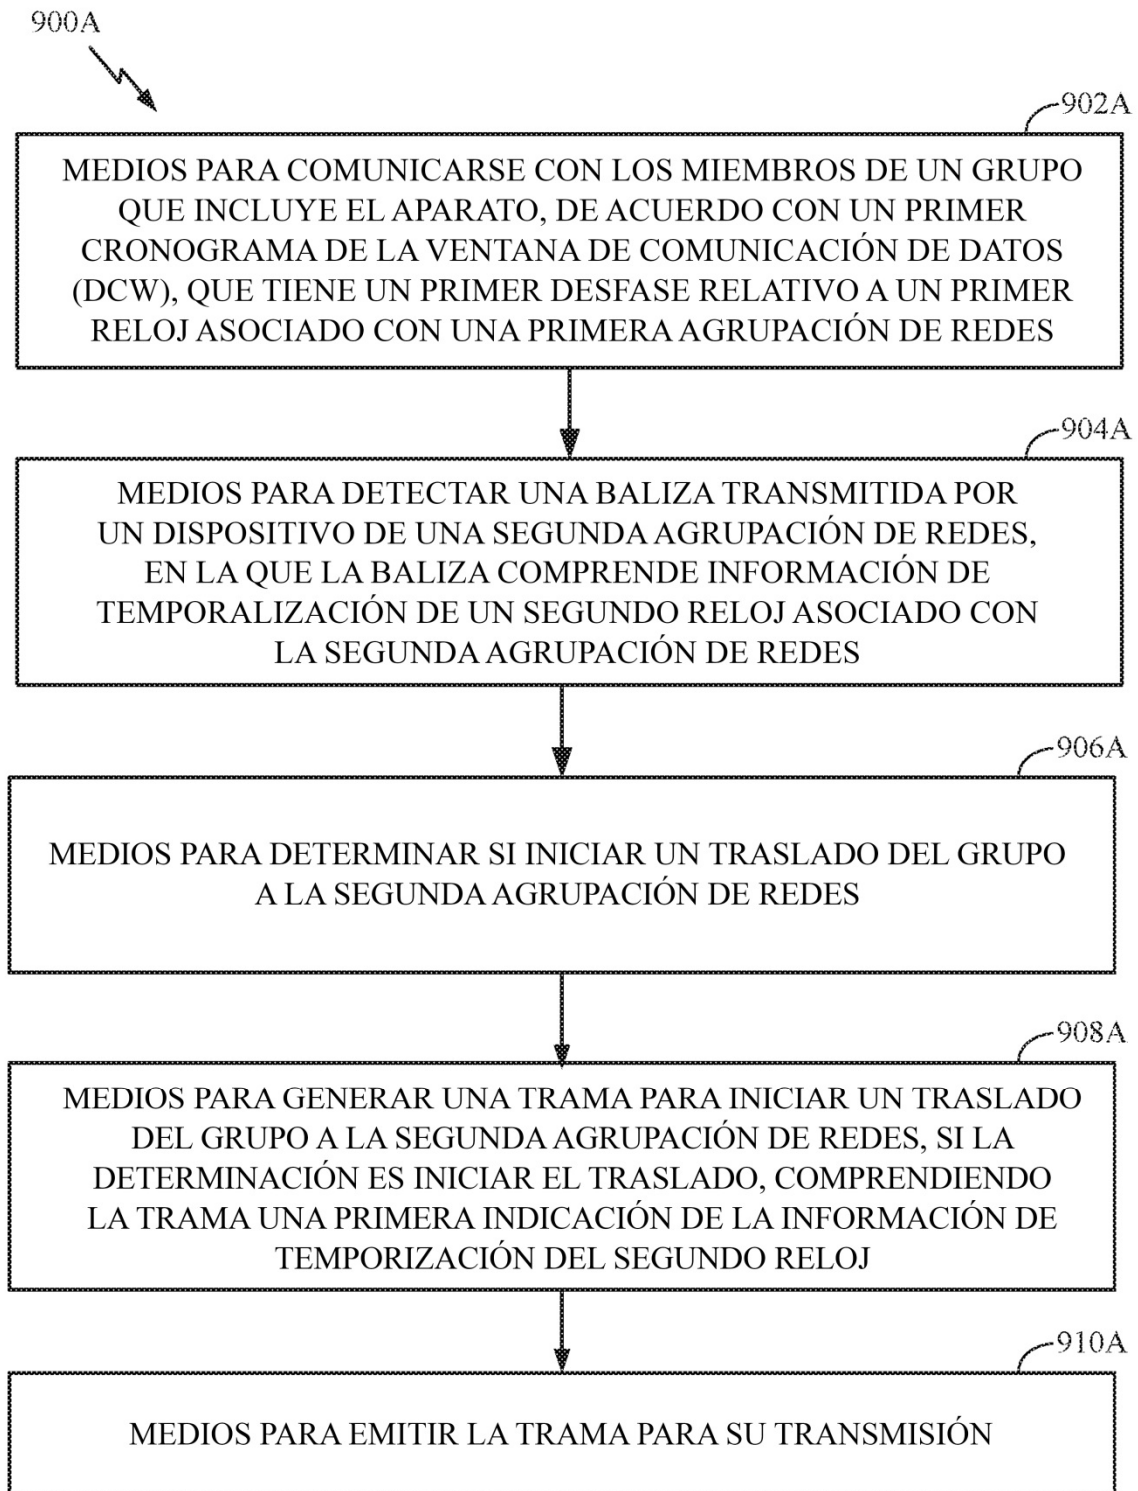 900A
902A
MEDIOS PARA COMUNICARSE CON LOS MIEMBROS DE UN GRUPO
QUE INCLUYE EL APARATO, DE ACUERDO CON UN PRIMER
CRONOGRAMA DE LA VENTANA DE COMUNICACIÓN DE DATOS
(DCW), QUE TIENE UN PRIMER DESFASE RELATIVO A UN PRIMER
RELOJ ASOCIADO CON UNA PRIMERA AGRUPACIÓN DE REDES
904A
MEDIOS PARA DETECTAR UNA BALIZA TRANSMITIDA POR
UN DISPOSITIVO DE UNA SEGUNDA AGRUPACIÓN DE REDES,
EN LA QUE LA BALIZA COMPRENDE INFORMACIÓN DE
TEMPORALIZACIÓN DE UN SEGUNDO RELOJ ASOCIADO CON
LA SEGUNDA AGRUPACIÓN DE REDES
906A
MEDIOS PARA DETERMINAR SI INICIAR UN TRASLADO DEL GRUPO
A LA SEGUNDA AGRUPACIÓN DE REDES
908A
MEDIOS PARA GENERAR UNA TRAMA PARA INICIAR UN TRASLADO
DEL GRUPO A LA SEGUNDA AGRUPACIÓN DE REDES, SI LA
DETERMINACIÓN ES INICIAR EL TRASLADO, COMPRENDIENDO
LA TRAMA UNA PRIMERA INDICACIÓN DE LA INFORMACIÓN DE
TEMPORIZACIÓN DEL SEGUNDO RELOJ
910A
MEDIOS PARA EMITIR LA TRAMA PARA SU TRANSMISIÓN